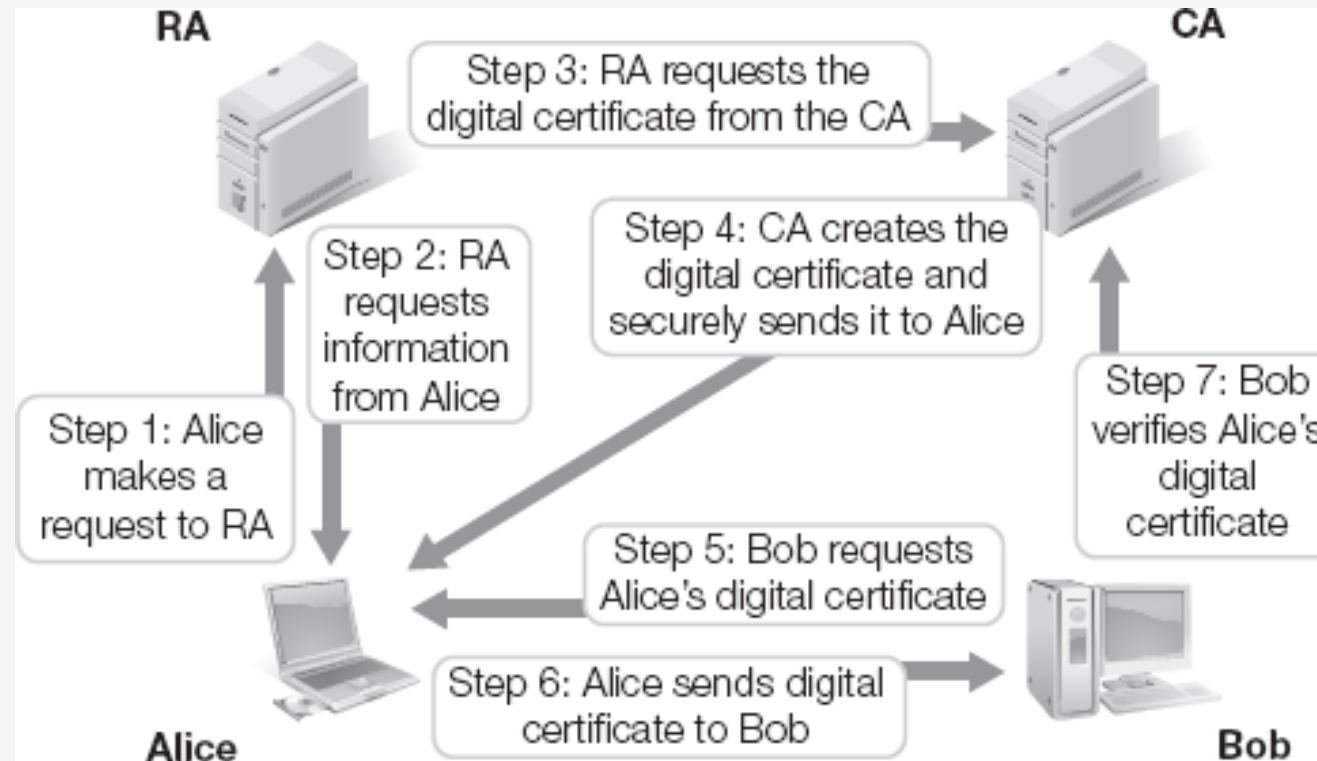 RA
CA
Step 3: RA requests the
digital certificate from the CA
Step 2: RA
requests
information
from Alice
Step 4: CA creates the
digital certificate and
securely sends it to Alice
Step 1: Alice
makes a
request to RA
Step 7: Bob
verifies Alice's
digital
certificate
Step 5: Bob requests
Alice's digital certificate
Step 6: Alice sends digital
certificate to Bob
Alice
Bob